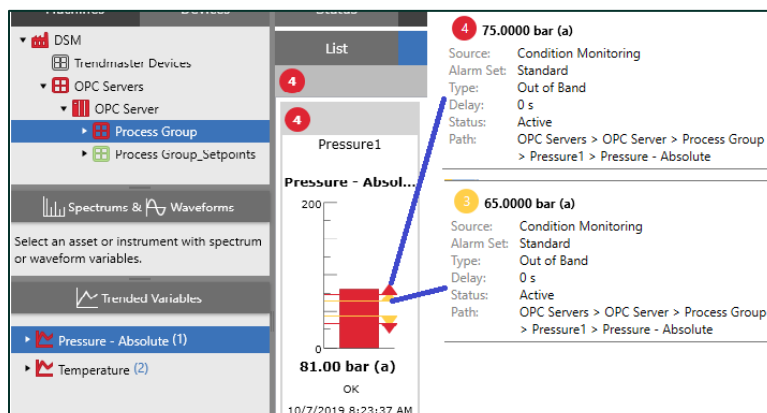 Machines
Devices
Status
DSM
Trendmaster Devices
OPC Servers
OPC Server
Process Group
Process Group_Setpoints
Spectrums & Waveforms
Select an asset or instrument with spectrum
or waveform variables.
Trended Variables
Pressure - Absolute (1)
Temperature (2)
List
4
4
Pressure1
Pressure - Absol...
200
0
81.00 bar (a)
OK
10/7/2019 8:23:37 AM
4 75.0000 bar (a)
Source: Condition Monitoring
Alarm Set: Standard
Type: Out of Band
Delay: 0 s
Status: Active
Path: OPC Servers > OPC Server > Process Group
> Pressure1 > Pressure - Absolute
3 65.0000 bar (a)
Source: Condition Monitoring
Alarm Set: Standard
Type: Out of Band
Delay: 0 s
Status: Active
Path: OPC Servers > OPC Server > Process Group
> Pressure1 > Pressure - Absolute